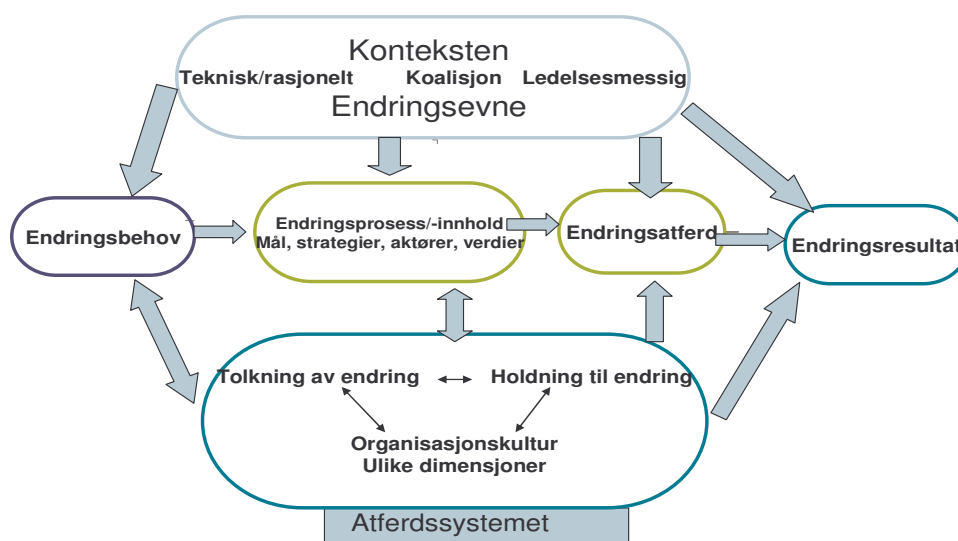 Konteksten
Teknisk/rasjonelt Koalisjon Ledelsesmessig
Endringsevne
Endringsbehov
Endringsprosess/-innhold
Mål, strategier, aktører, verdier
Endringsatferd
Endringsresultat
Tolkning av endring Holdning til endring
Organisasjonskultur
Ulike dimensjoner
Atferdssystemet